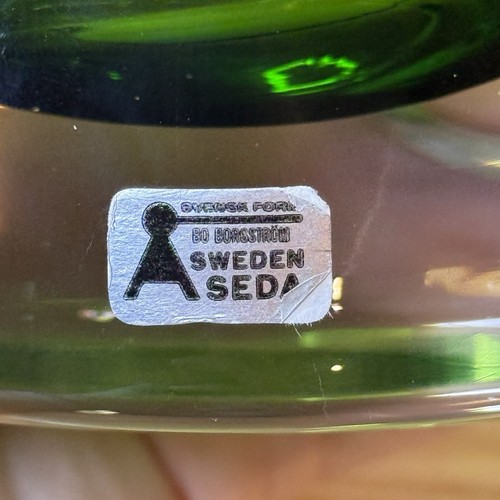 SVENSK FORM
BO BORGSTRÖM
SWEDEN
SEDA